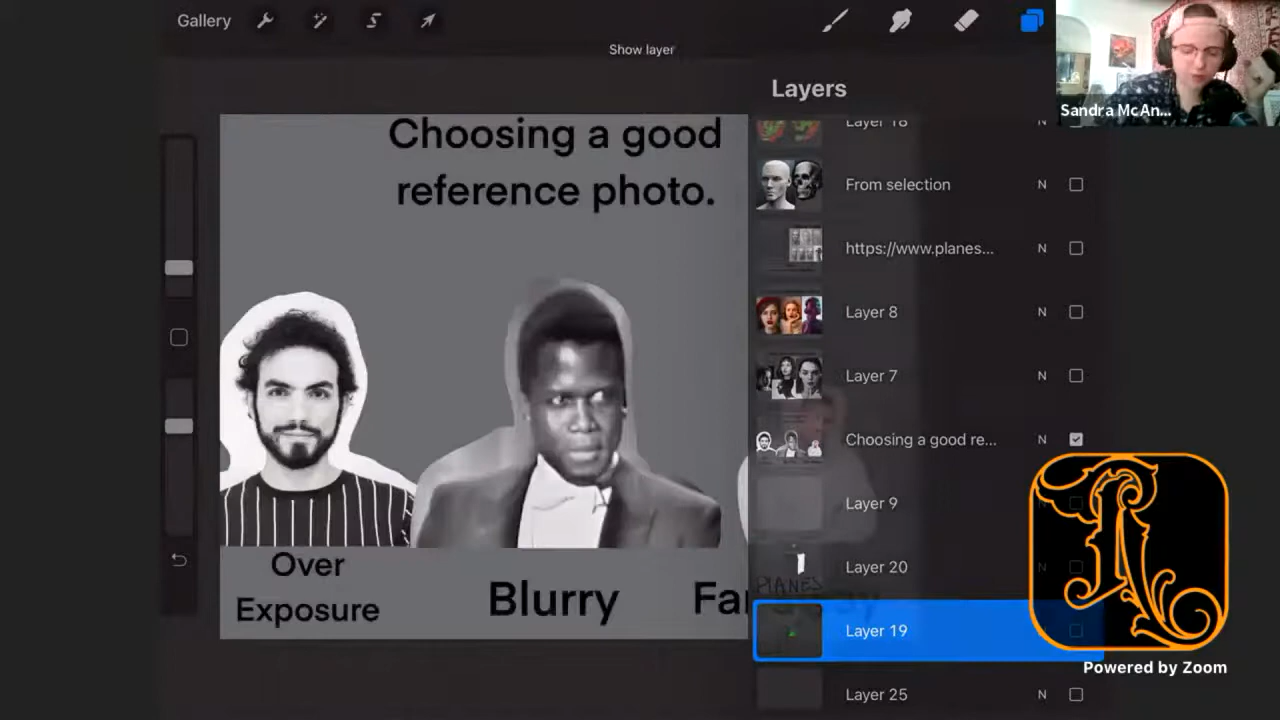 Gallery
Show layer
Layers
Sandra McAn...
Layer 18 N
From selection N
https://www.planes... N
Layer 8 N
Layer 7 N
Choosing a good re... N
Layer 9
Layer 20 N
Layer 19
Layer 25 N
Choosing a good
reference photo.
Over
Exposure
Blurry
PLANES
Powered by Zoom